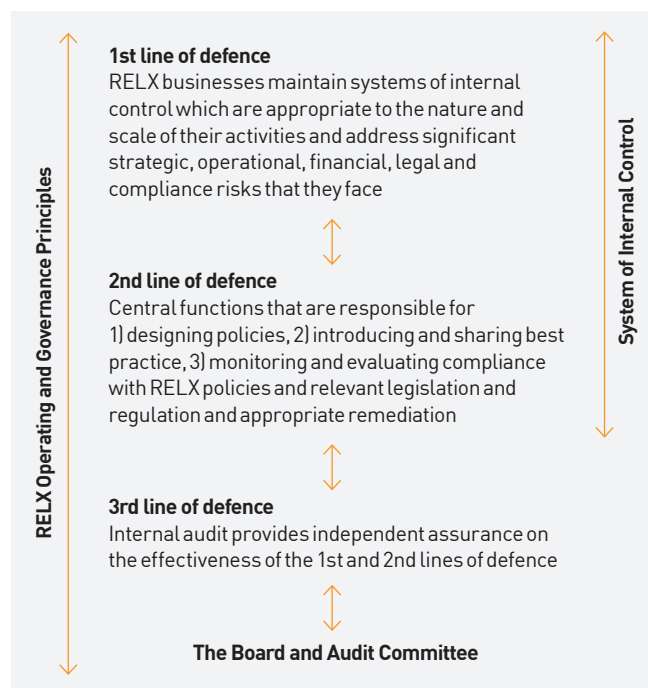 1st line of defence
RELX businesses maintain systems of internal
control which are appropriate to the nature and
scale of their activities and address significant
strategic, operational, financial, legal and
compliance risks that they face
2nd line of defence
Central functions that are responsible for
1) designing policies, 2) introducing and sharing best
practice, 3) monitoring and evaluating compliance
with RELX policies and relevant legislation and
regulation and appropriate remediation
3rd line of defence
Internal audit provides independent assurance on
the effectiveness of the 1st and 2nd lines of defence
The Board and Audit Committee
RELX Operating and Governance Principles
System of Internal Control